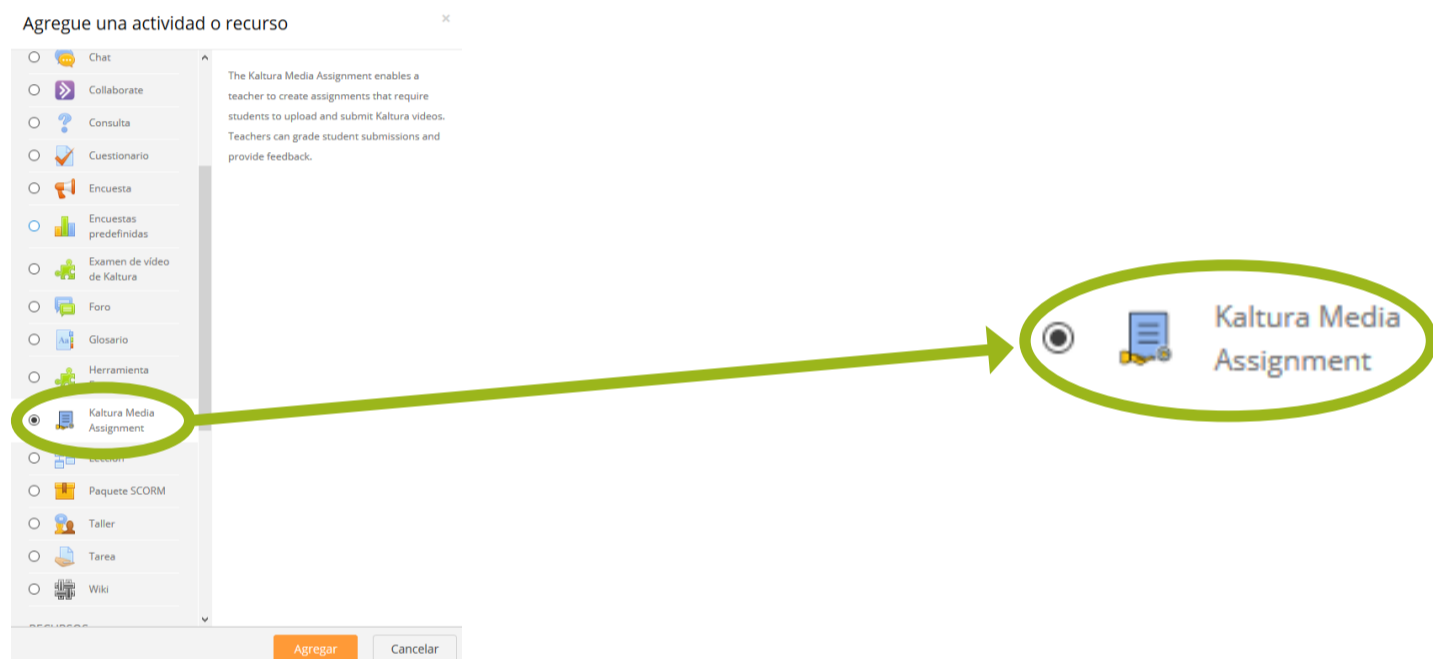 Agregue una actividad o recurso
×
Chat
Collaborate
Consulta
Cuestionario
Encuesta
Encuestas
predefinidas
Examen de vídeo
de Kaltura
Foro
Glosario
Herramienta
Kaltura Media
Assignment
Lección
Paquete SCORM
Taller
Tarea
Wiki
RECURSOS
The Kaltura Media Assignment enables a
teacher to create assignments that require
students to upload and submit Kaltura videos.
Teachers can grade student submissions and
provide feedback.
Agregar
Cancelar
Kaltura Media
Assignment